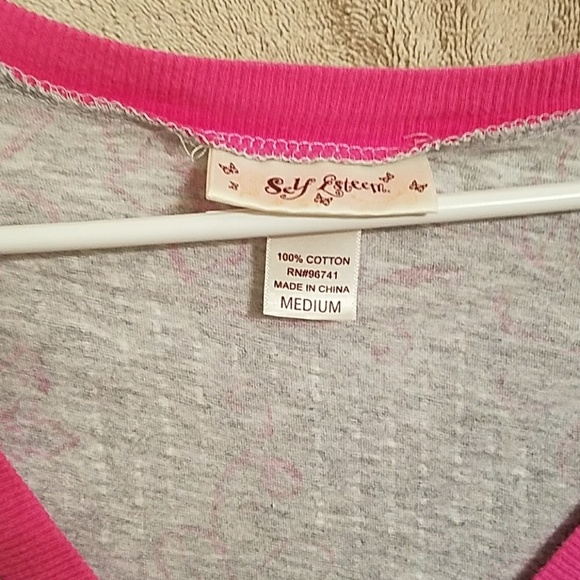 M Self Esteem
100% COTTON
RN#96741
MADE IN CHINA
MEDIUM